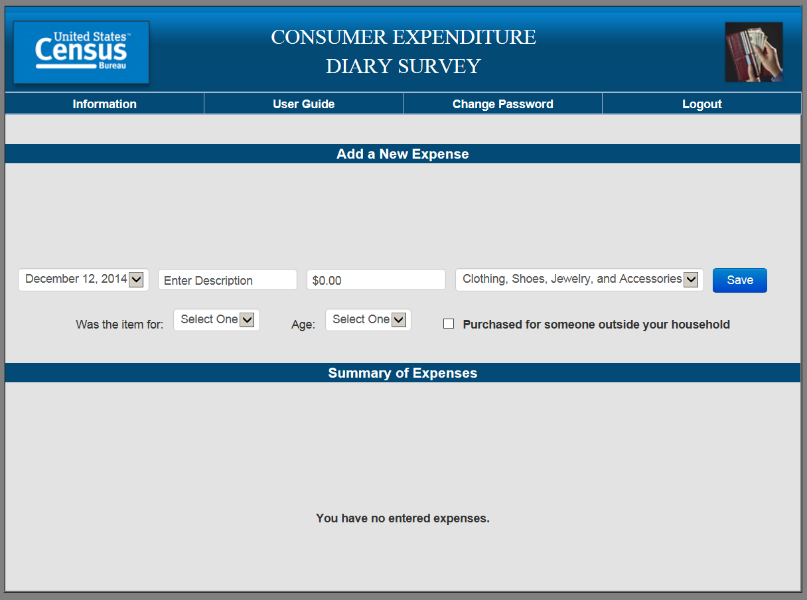 United States™
Census
Bureau
CONSUMER EXPENDITURE
DIARY SURVEY
Information User Guide Change Password Logout
Add a New Expense
December 12, 2014 Enter Description $0.00 Clothing, Shoes, Jewelry, and Accessories Save
Was the item for: Select One Age: Select One Purchased for someone outside your household
Summary of Expenses
You have no entered expenses.